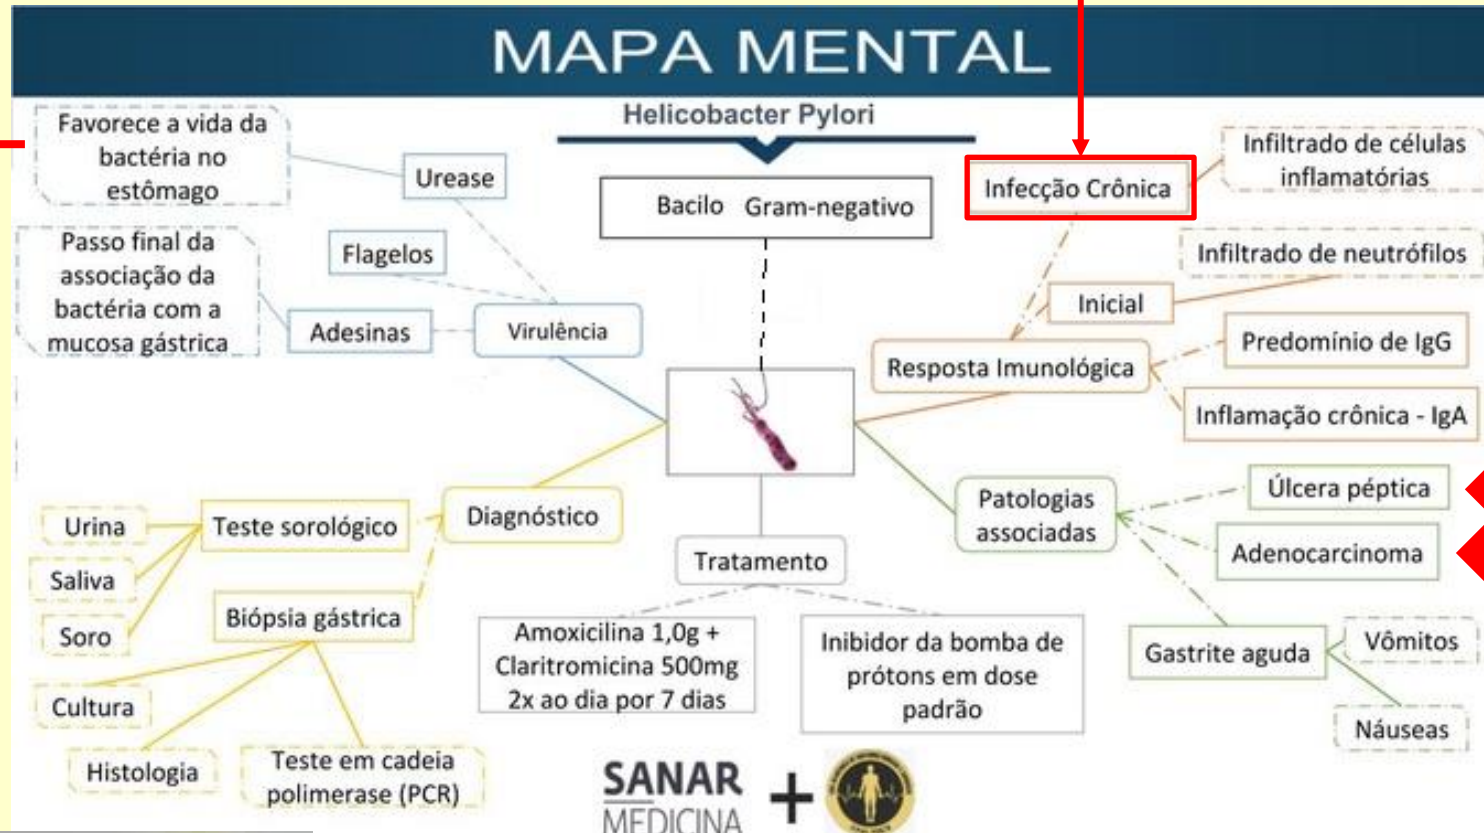 MAPA MENTAL
Helicobacter Pylori
Bacilo Gram-negativo
Favorece a vida da
bactéria no
estômago
Urease
Flagelos
Passo final da
associação da
bactéria com a
mucosa gástrica
Adesinas
Virulência
Infecção Crônica
Infiltrado de células
inflamatórias
Infiltrado de neutrófilos
Inicial
Resposta Imunológica
Predomínio de IgG
Inflamação crônica - IgA
Patologias
associadas
Úlcera péptica
Adenocarcinoma
Gastrite aguda
Vômitos
Náuseas
Diagnóstico
Teste sorológico
Urina
Saliva
Soro
Biópsia gástrica
Cultura
Histologia
Teste em cadeia
polimerase (PCR)
Tratamento
Amoxicilina 1,0g +
Claritromicina 500mg
2x ao dia por 7 dias
Inibidor da bomba de
prótons em dose
padrão
SANAR
MEDICINA
+